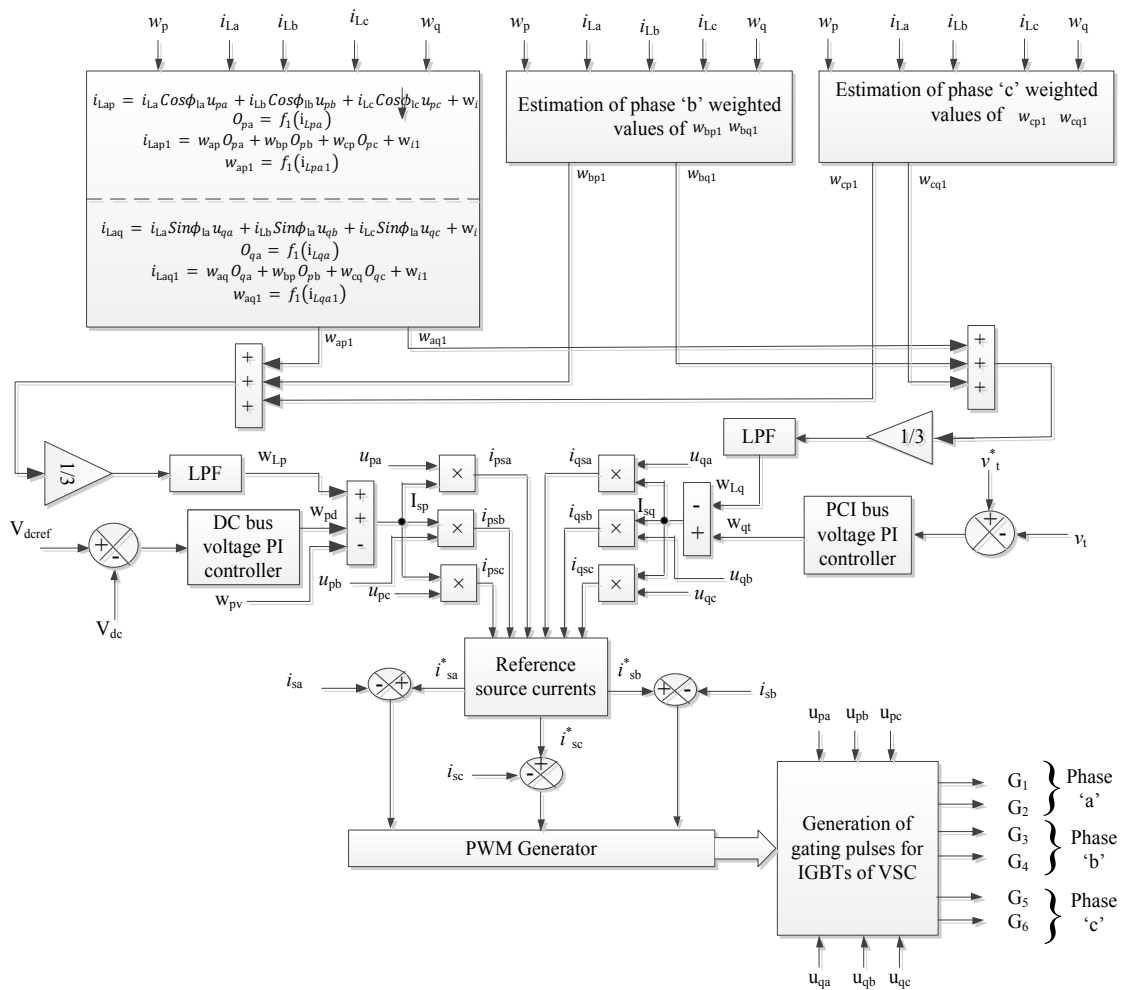 w_p i_La i_Lb i_Lc w_q
w_p i_La i_Lb i_Lc w_q
w_p i_La i_Lb i_Lc w_q
i_Lap = i_La Cosϕ_la u_pa + i_Lb Cosϕ_lb u_pb + i_Lc Cosϕ_lc u_pc + w_i
O_pa = f_1(i_Lpa)
i_Lap1 = w_ap O_pa + w_bp O_pb + w_cp O_pc + w_i1
w_ap1 = f_1(i_Lpa1)
i_Laq = i_La Sinϕ_la u_qa + i_Lb Sinϕ_la u_qb + i_Lc Sinϕ_la u_qc + w_i
O_qa = f_1(i_Lqa)
i_Laq1 = w_aq O_qa + w_bp O_pb + w_cq O_qc + w_i1
w_aq1 = f_1(i_Lqa1)
Estimation of phase ‘b’ weighted
values of w_bp1 w_bq1
Estimation of phase ‘c’ weighted
values of w_cp1 w_cq1
w_bp1 w_bq1
w_cp1 w_cq1
w_ap1 w_aq1
+
+
+
+
+
+
1/3
LPF
w_Lp
LPF
1/3
u_pa
×
i_psa
i_qsa
×
u_qa
w_Lq
v*_t
V_dcref
+
-
V_dc
DC bus
voltage PI
controller
w_pd
w_pv
+
+
-
I_sp
×
i_psb
u_pb
u_pc
×
i_psc
i_qsb
×
I_sq
i_qsc
×
u_qb
u_qc
-
+
w_qt
PCI bus
voltage PI
controller
+
-
v_t
Reference
source currents
i_sa
- +
i*_sa
i*_sb
+ -
i_sb
i*_sc
i_sc
- +
PWM Generator
u_pa u_pb u_pc
Generation of
gating pulses for
IGBTs of VSC
u_qa u_qb u_qc
G_1
G_2
} Phase
‘a’
G_3
G_4
} Phase
‘b’
G_5
G_6
} Phase
‘c’